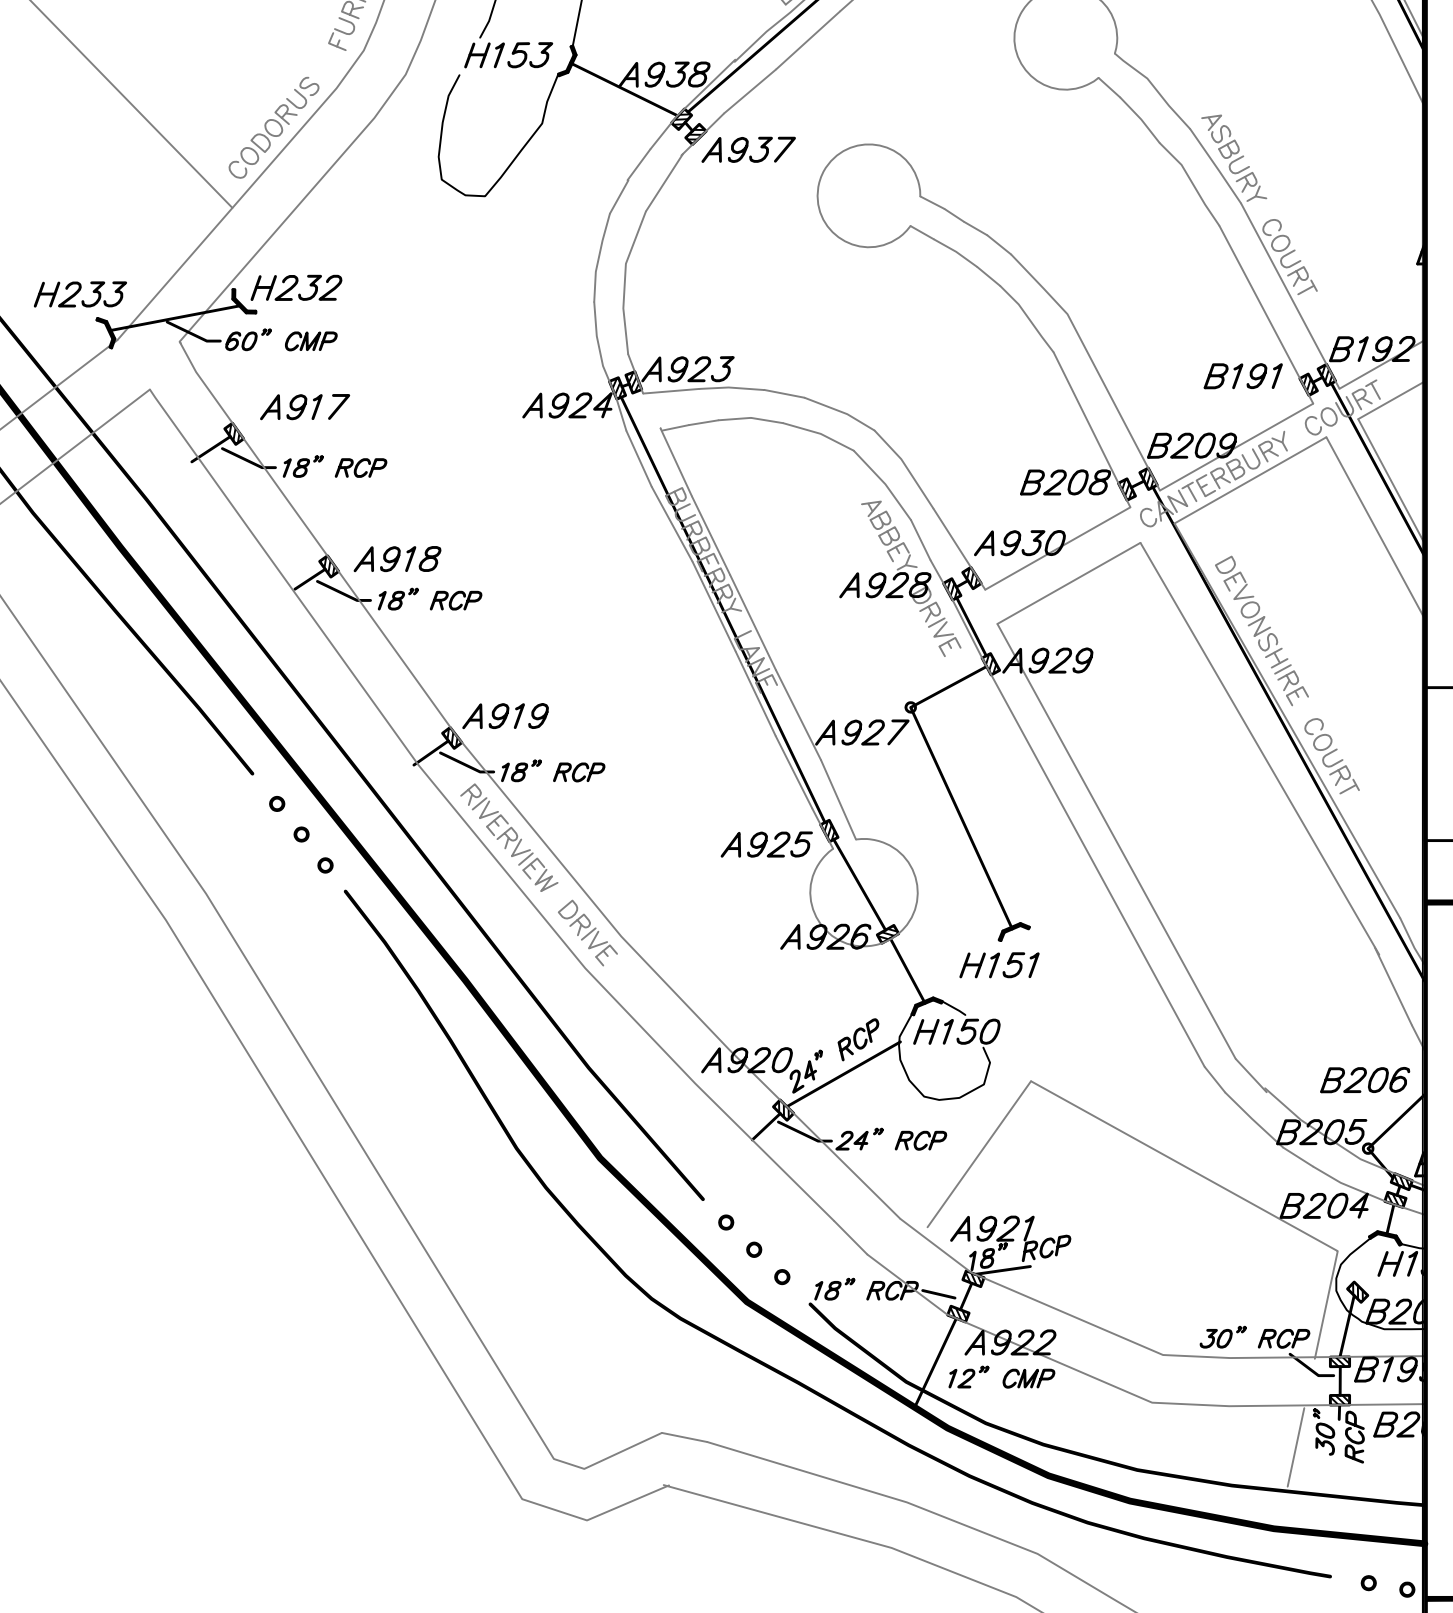 CODORUS FUR
H153
A938
A937
ASBURY COURT
H233
H232
60” CMP
A923
A924
B192
B191
A917
18” RCP
B209
B208
CANTERBURY COURT
BURBERRY LANE
ABBEY DRIVE
A930
A928
A918
18” RCP
DEVONSHIRE COURT
A929
A927
A919
18” RCP
RIVERVIEW DRIVE
A925
A926
H151
H150
24” RCP
A920
24” RCP
B206
B205
B204
A921
18” RCP
18” RCP
A922
12” CMP
30” RCP
30”
RCP